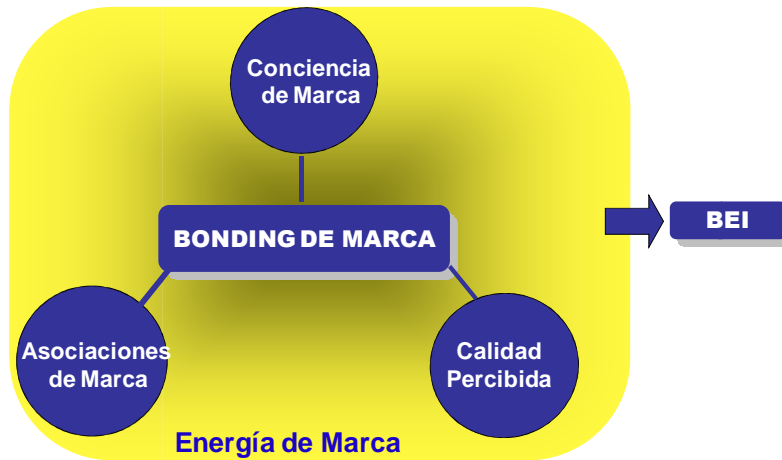 Conciencia
de Marca
BONDING DE MARCA
BEI
Asociaciones
de Marca
Calidad
Percibida
Energía de Marca